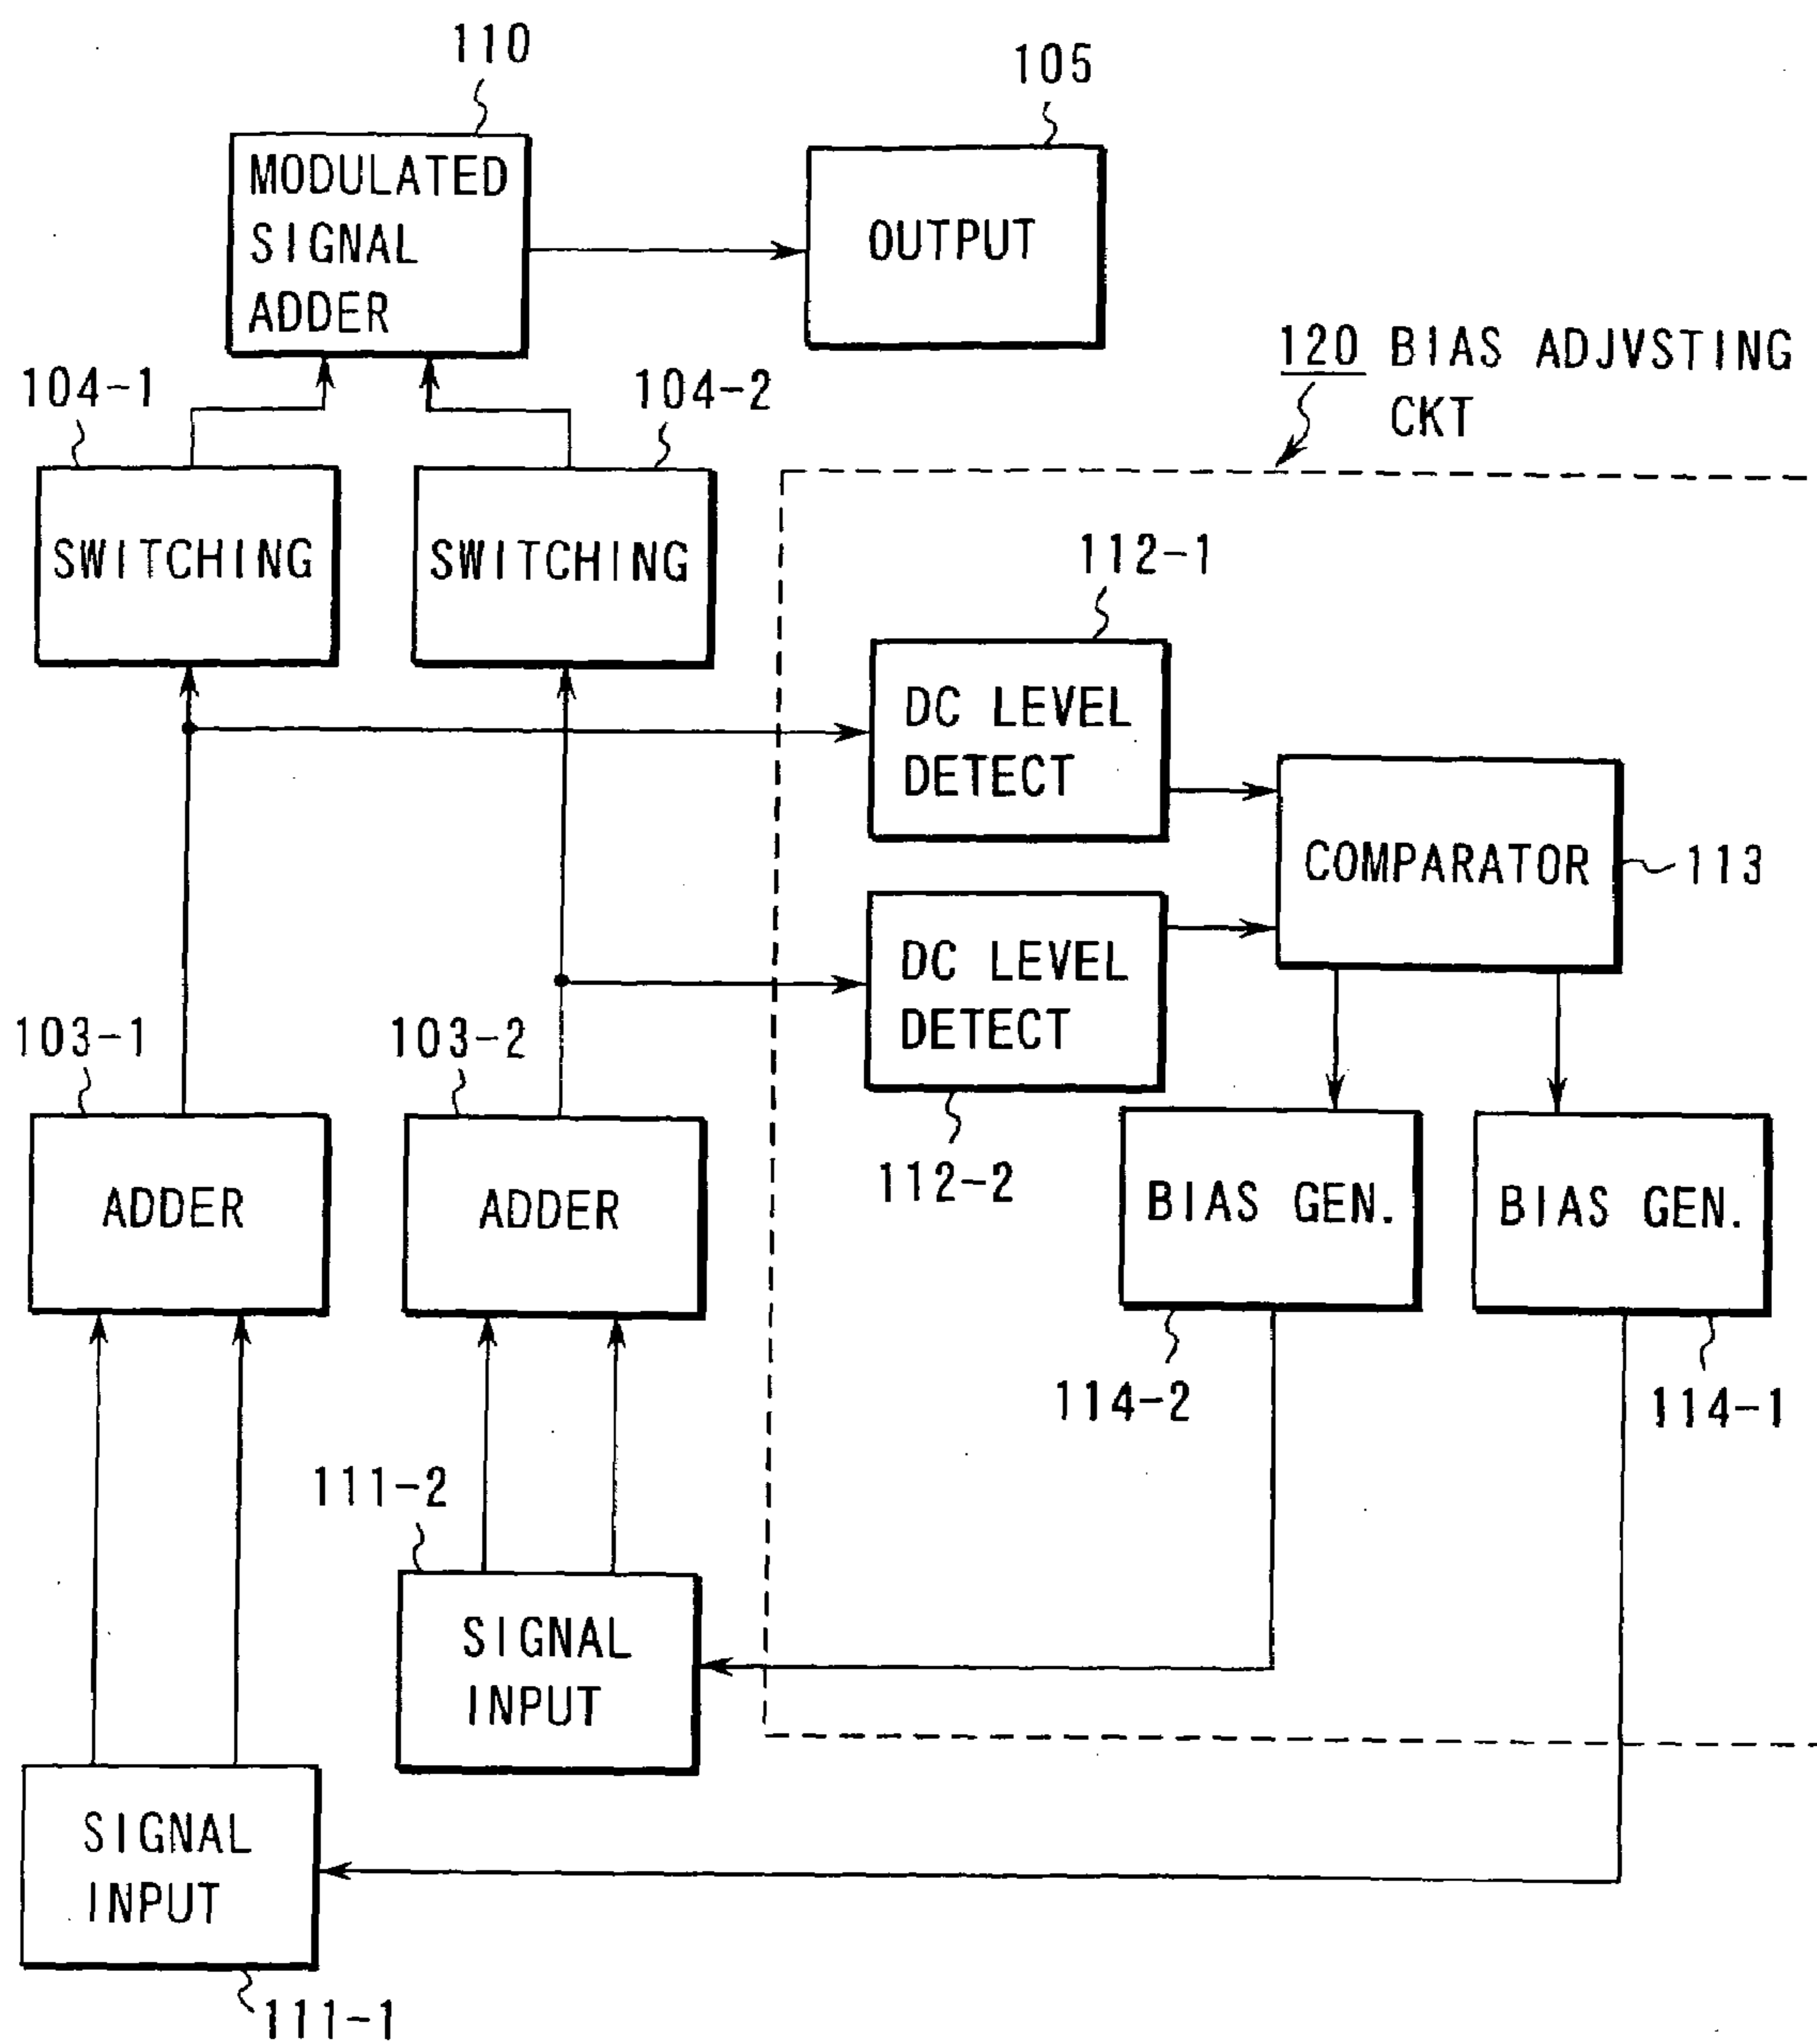 110
105
MODULATED
SIGNAL
ADDER
OUTPUT
120 BIAS ADJVSTING
CKT
104-1
104-2
SWITCHING
SWITCHING
112-1
DC LEVEL
DETECT
COMPARATOR
113
DC LEVEL
DETECT
112-2
103-1
103-2
ADDER
ADDER
BIAS GEN.
BIAS GEN.
114-2
114-1
111-2
SIGNAL
INPUT
SIGNAL
INPUT
111-1